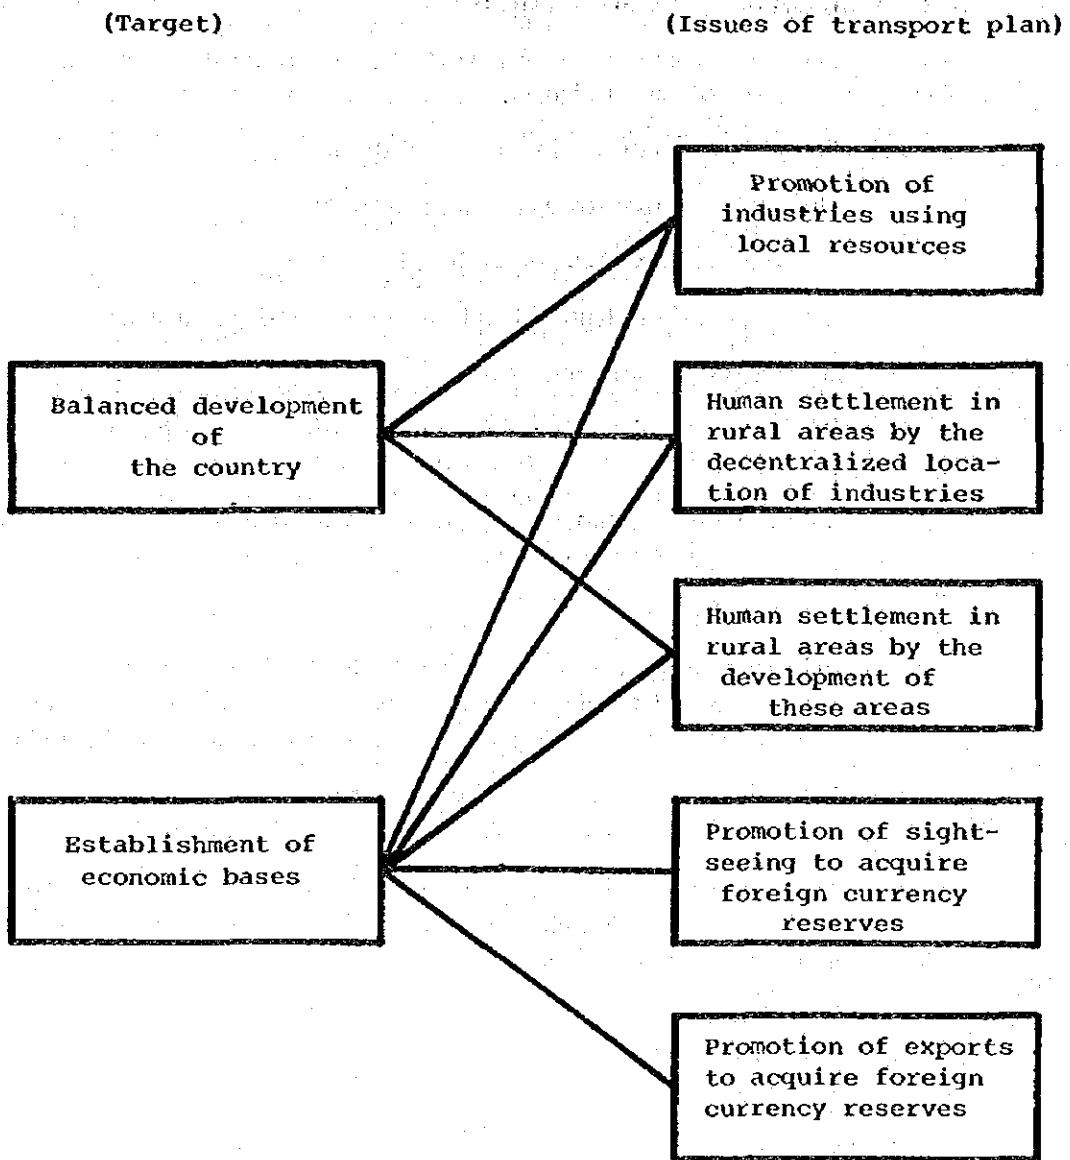 (Target)
(Issues of transport plan)
Promotion of
industries using
local resources
Balanced development
of
the country
Human settlement in
rural areas by the
decentralized loca-
tion of industries
Human settlement in
rural areas by the
development of
these areas
Establishment of
economic bases
Promotion of sight-
seeing to acquire
foreign currency
reserves
Promotion of exports
to acquire foreign
currency reserves